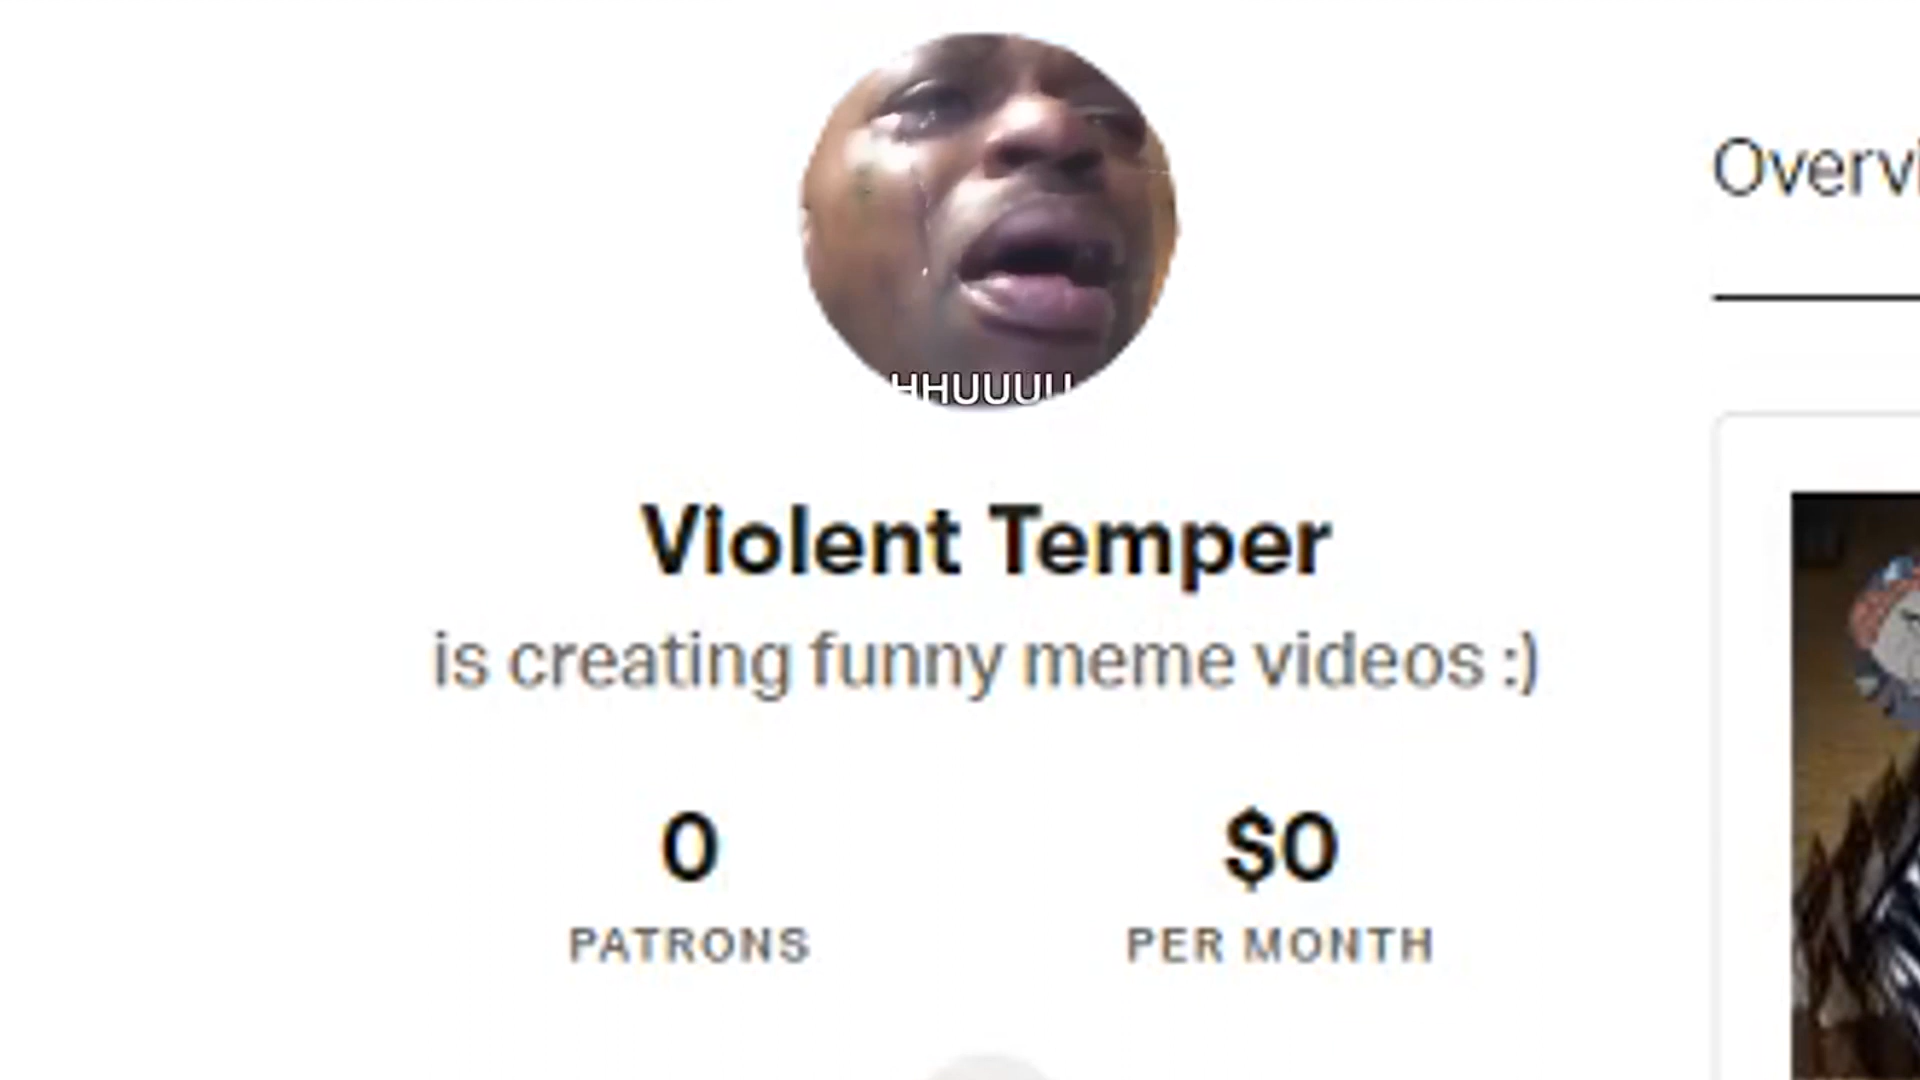 HHUUUU
Violent Temper
is creating funny meme videos :)
0
$0
PATRONS
PER MONTH